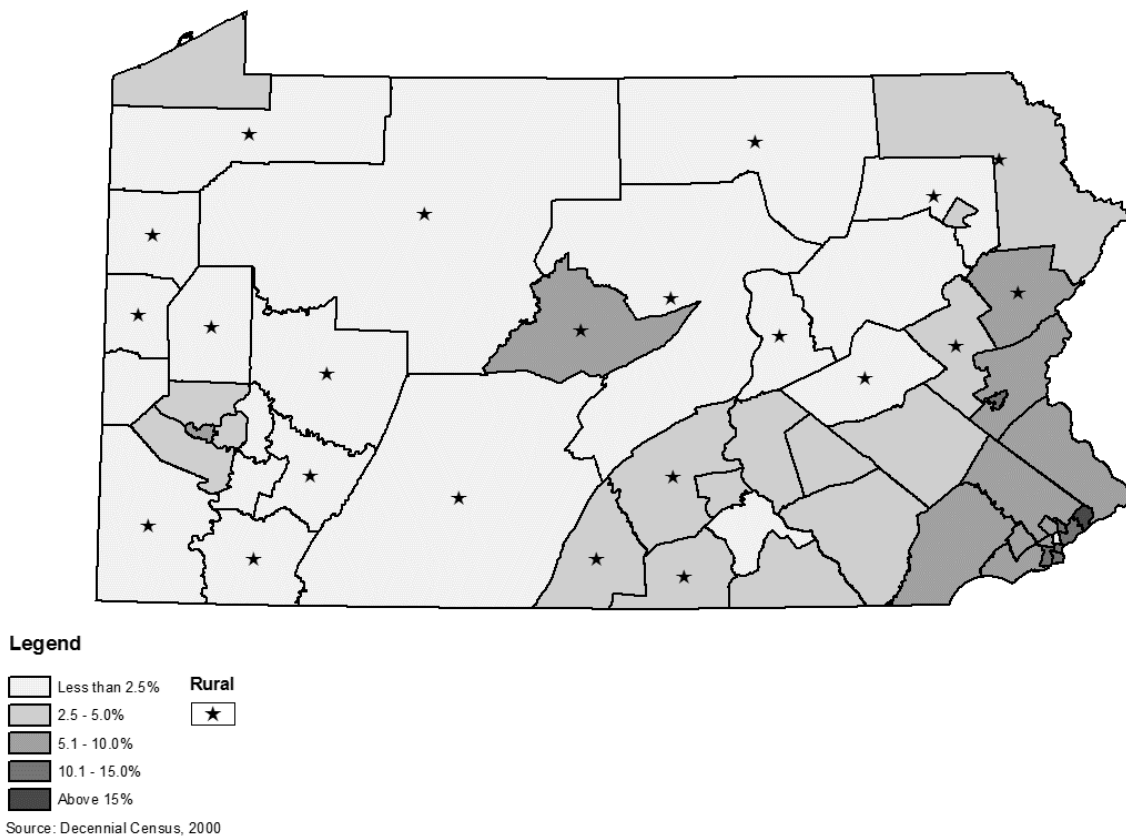 Legend
Less than 2.5%
Rural
2.5 - 5.0%
5.1 - 10.0%
10.1 - 15.0%
Above 15%
Source: Decennial Census, 2000